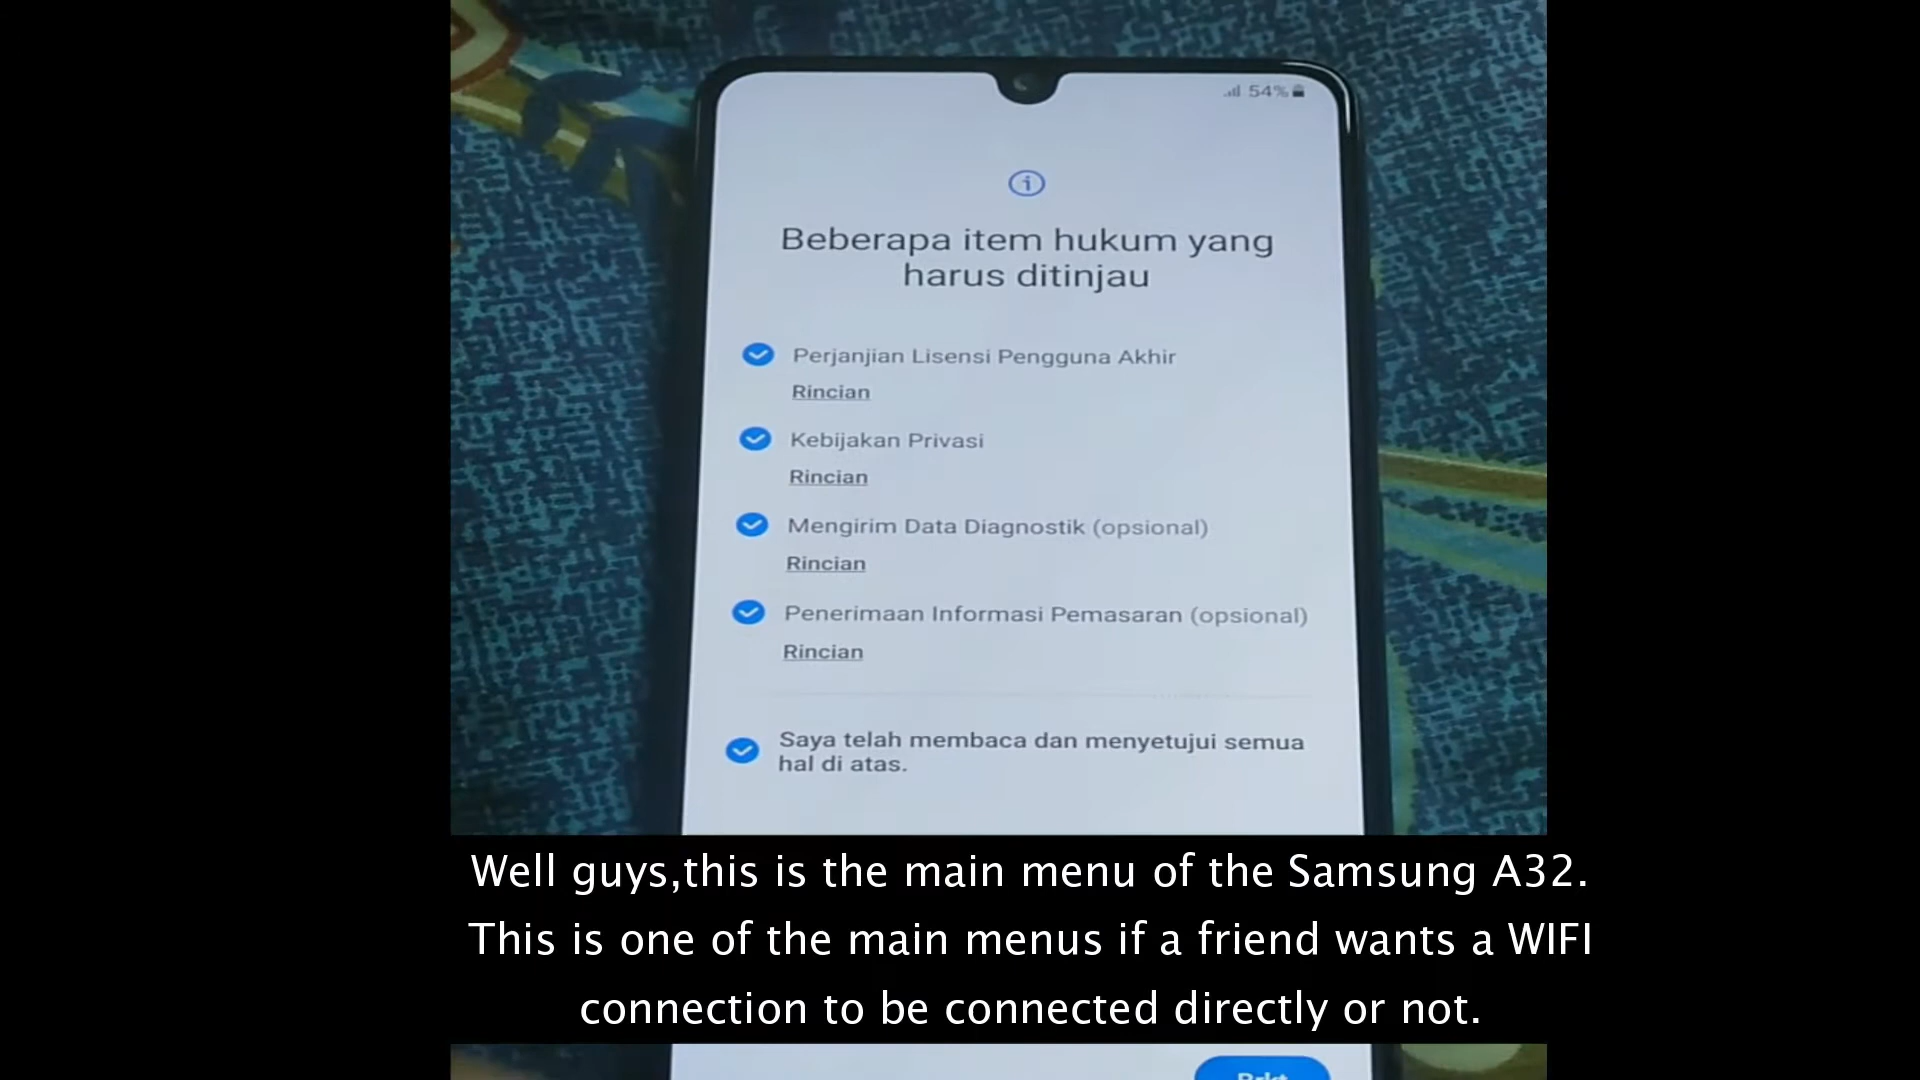 54%
Beberapa item hukum yang
harus ditinjau
Perjanjian Lisensi Pengguna Akhir
Rincian
Kebijakan Privasi
Rincian
Mengirim Data Diagnostik (opsional)
Rincian
Penerimaan Informasi Pemasaran (opsional)
Rincian
Saya telah membaca dan menyetujui semua
hal di atas.
Well guys,this is the main menu of the Samsung A32.
This is one of the main menus if a friend wants a WIFI
connection to be connected directly or not.